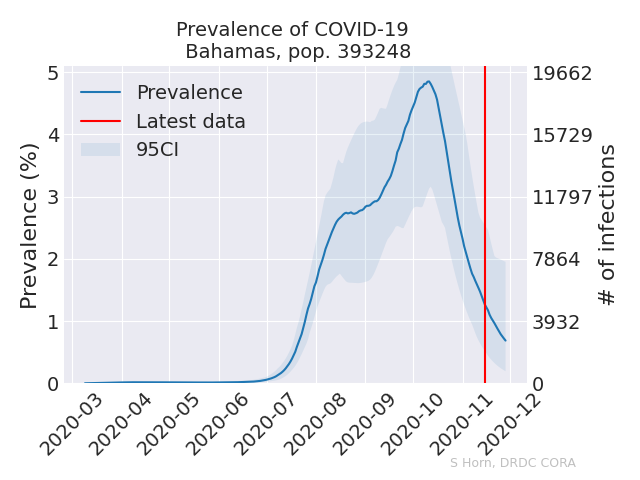 Prevalence of COVID-19
Bahamas, pop. 393248
Prevalence
Latest data
95CI
Prevalence (%)
5
4
3
2
1
0
19662
15729
11797
7864
3932
0
# of infections
2020-03
2020-04
2020-05
2020-06
2020-07
2020-08
2020-09
2020-10
2020-11
2020-12
S Horn, DRDC CORA